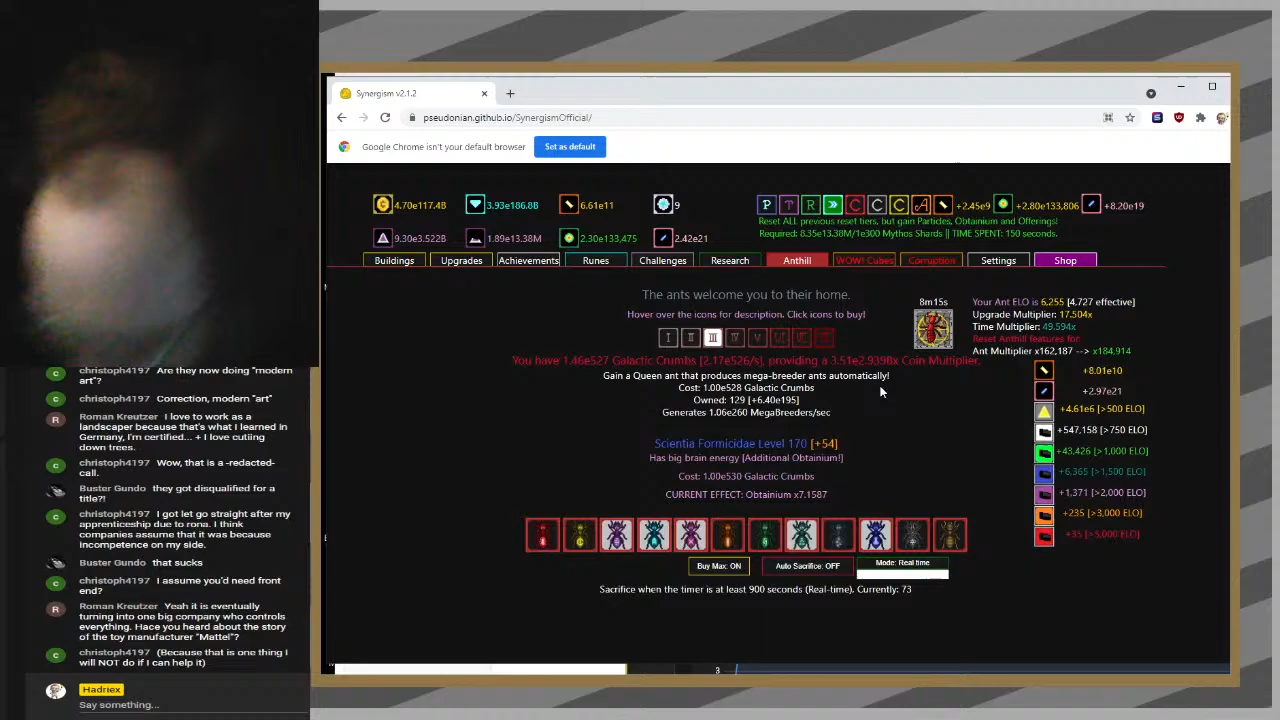 Synergism v2.1.2
pseudonian.github.io/SynergismOfficial/
Google Chrome isn't your default browser
Set as default
4.70e117.4B
3.93e186.8B
6.61e11
9
+2.45e9
+2.80e133,806
+8.20e19
Reset ALL previous reset tiers, but gain Particles, Obtainium and Offerings!
Required: 8.35e13.38M/1e300 Mythos Shards || TIME SPENT: 150 seconds.
9.30e3.522B
1.89e13.38M
2.30e133,475
2.42e21
Buildings
Upgrades
Achievements
Runes
Challenges
Research
Anthill
WOW! Cubes
Corruption
Settings
Shop
The ants welcome you to their home.
Hover over the icons for description. Click icons to buy!
I II III IV V VI VII
You have 1.46e527 Galactic Crumbs [2.17e526/s], providing a 3.51e2.9398x Coin Multiplier.
Gain a Queen ant that produces mega-breeder ants automatically!
Cost: 1.00e528 Galactic Crumbs
Owned: 129 [+6.40e195]
Generates 1.06e260 MegaBreeders/sec
Scientia Formicidae Level 170 [+54]
Has big brain energy [Additional Obtainium!]
Cost: 1.00e530 Galactic Crumbs
CURRENT EFFECT: Obtainium x7.1587
Buy Max: ON
Auto Sacrifice: OFF
Mode: Real time
Sacrifice when the timer is at least 900 seconds (Real-time). Currently: 73
8m15s
Your Ant ELO is 6,255 [4,727 effective]
Upgrade Multiplier: 17.504x
Time Multiplier: 49.594x
Reset Anthill features for:
Ant Multiplier x162,187 --> x184,914
+8.01e10
+2.97e21
+4.61e6 [>500 ELO]
+547,158 [>750 ELO]
+43,426 [>1,000 ELO]
+6,365 [>1,500 ELO]
+1,371 [>2,000 ELO]
+235 [>3,000 ELO]
+35 [>5,000 ELO]
3
christoph4197 Are they now doing "modern
art"?
christoph4197 Correction, modern "art"
Roman Kreutzer I love to work as a
landscaper because that's what I learned in
Germany, I'm certified... + I love cutiing
down trees.
christoph4197 Wow, that is a -redacted-
call.
Buster Gundo they got disqualified for a
title?!
christoph4197 I got let go straight after my
apprenticeship due to rona. I think
companies assume that it was because
incompetence on my side.
Buster Gundo that sucks
christoph4197 I assume you'd need front
end?
Roman Kreutzer Yeah it is eventually
turning into one big company who controls
everything. Hace you heard about the story
of the toy manufacturer "Mattel"?
christoph4197 (Because that is one thing I
will NOT do if I can help it)
Hadriex
Say something...